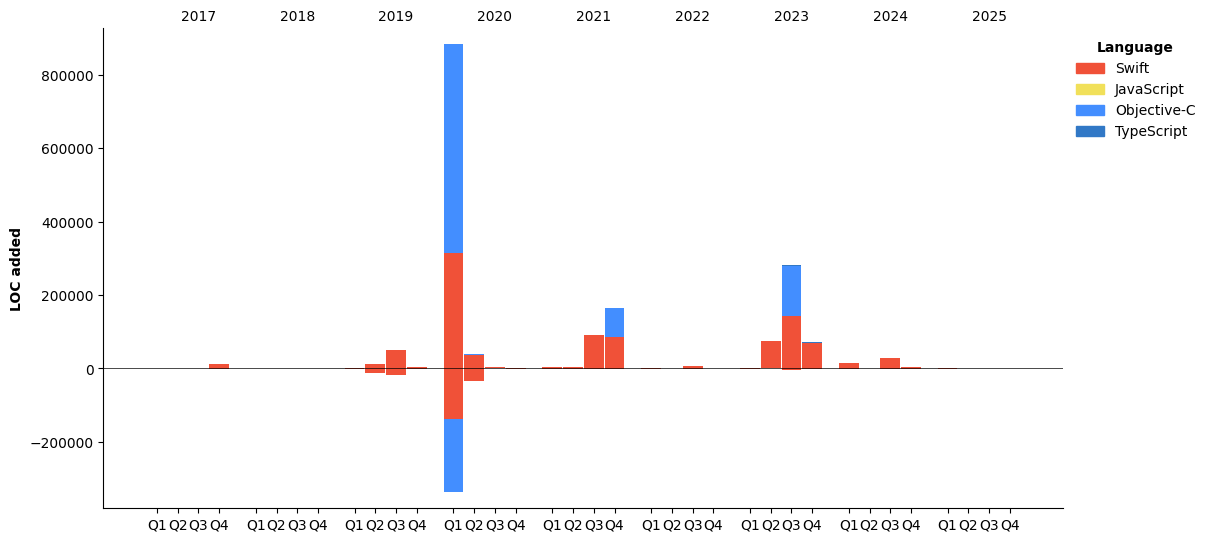 2017 2018 2019 2020 2021 2022 2023 2024 2025
Language
Swift
JavaScript
Objective-C
TypeScript
LOC added
800000
600000
400000
200000
0
−200000
Q1 Q2 Q3 Q4 Q1 Q2 Q3 Q4 Q1 Q2 Q3 Q4 Q1 Q2 Q3 Q4 Q1 Q2 Q3 Q4 Q1 Q2 Q3 Q4 Q1 Q2 Q3 Q4 Q1 Q2 Q3 Q4 Q1 Q2 Q3 Q4